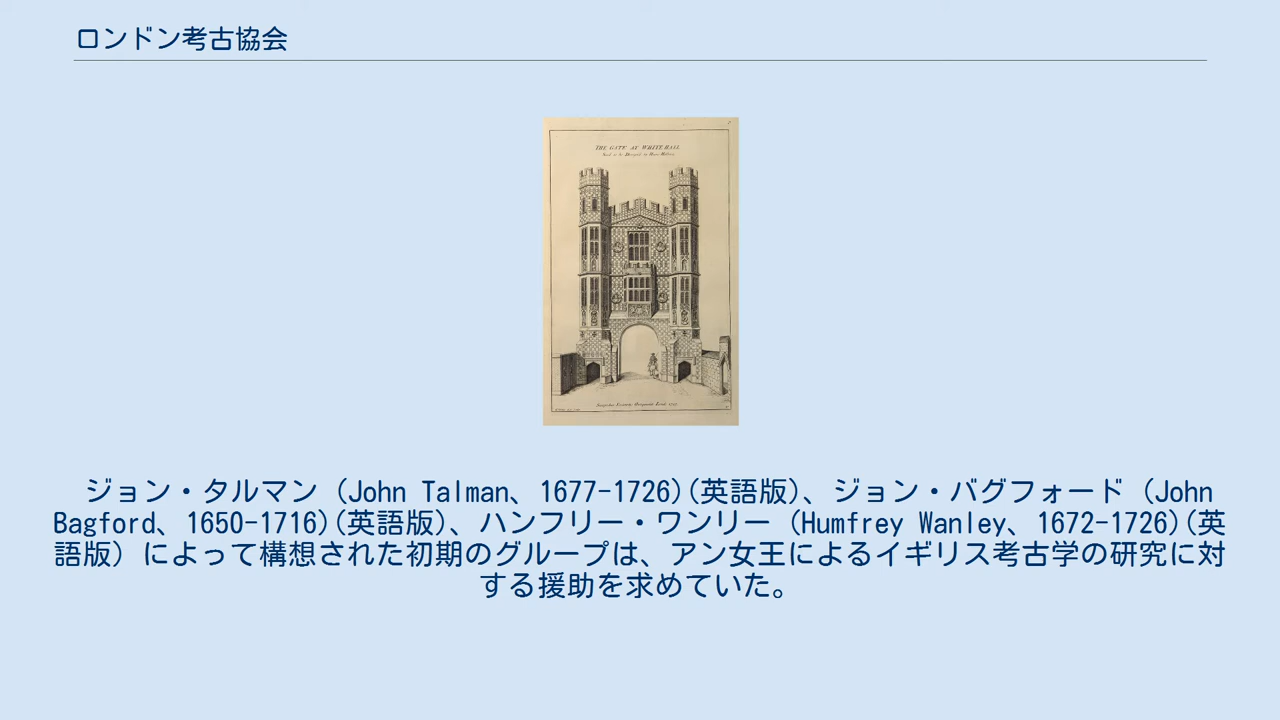 ロンドン考古協会
THE GATE AT WHITEHALL
ジョン・タルマン（John Talman、1677-1726)(英語版)、ジョン・バグフォード（John
Bagford、1650-1716)(英語版)、ハンフリー・ワンリー（Humfrey Wanley、1672-1726)(英
語版）によって構想された初期のグループは、アン女王によるイギリス考古学の研究に対
する援助を求めていた。